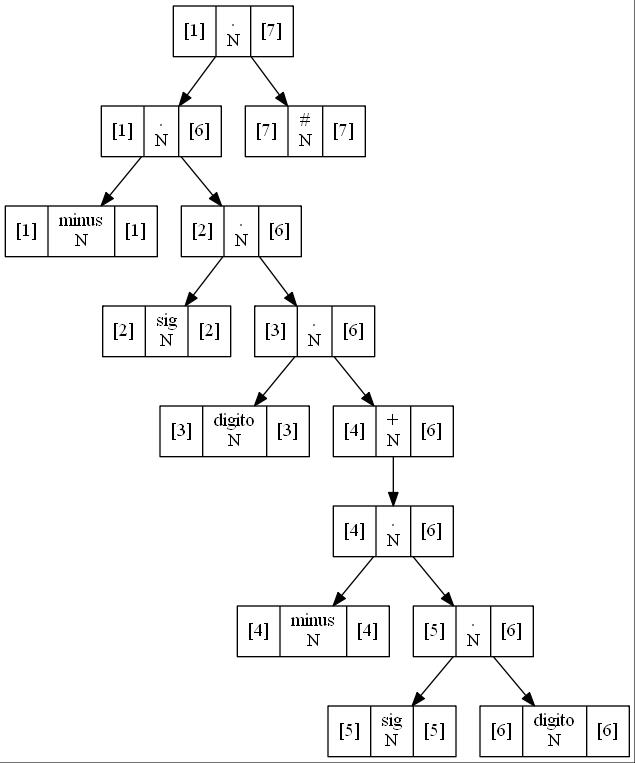 [1] . N [7]
[1] . N [6]
[7] # N [7]
[1] minus N [1]
[2] . N [6]
[2] sig N [2]
[3] . N [6]
[3] digito N [3]
[4] + N [6]
[4] . N [6]
[4] minus N [4]
[5] . N [6]
[5] sig N [5]
[6] digito N [6]